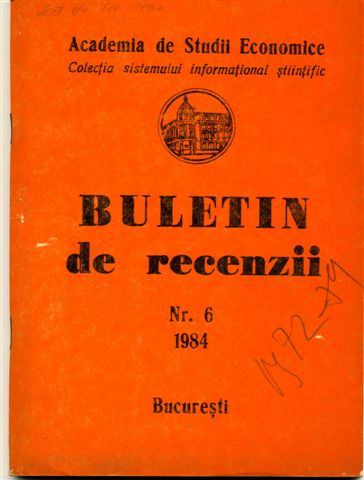 Academia de Studii Economice
Colecția sistemului informațional științific
BULETIN
de recenzii
Nr. 6
1984
București